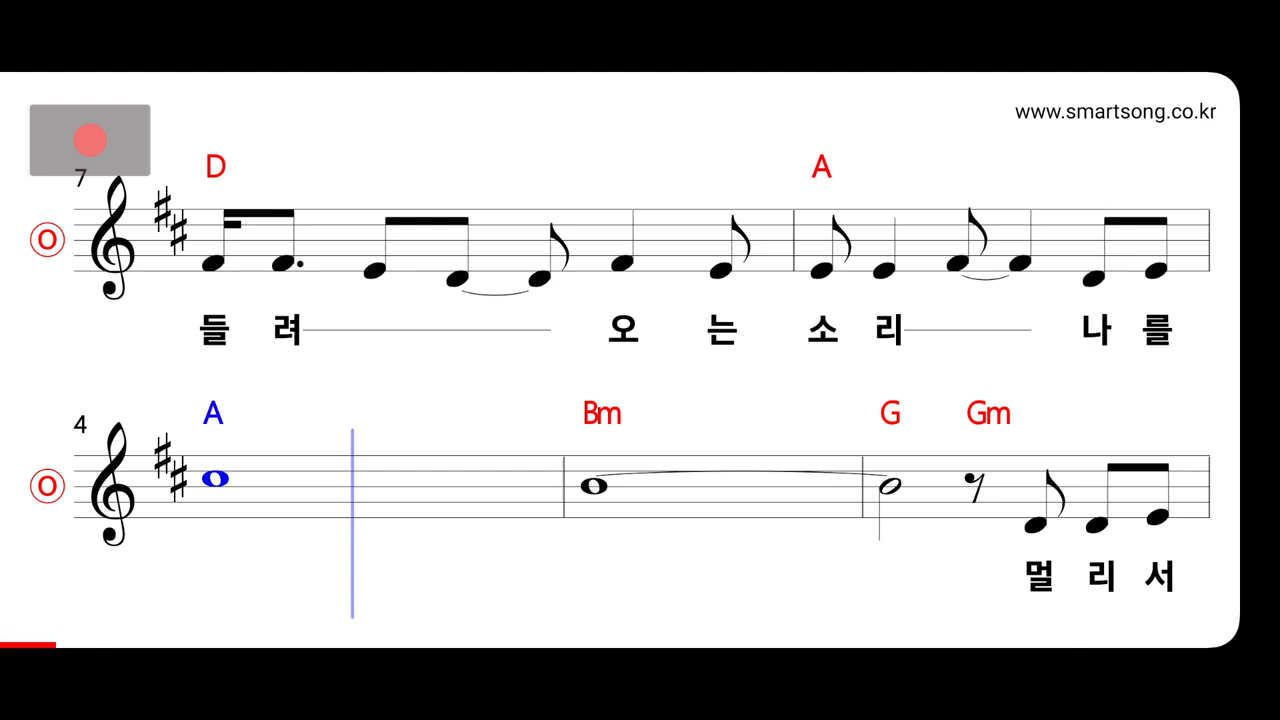 www.smartsong.co.kr
7 D A
O
들 려 오 는 소 리 나 를
4 A Bm G Gm
O
멀 리 서